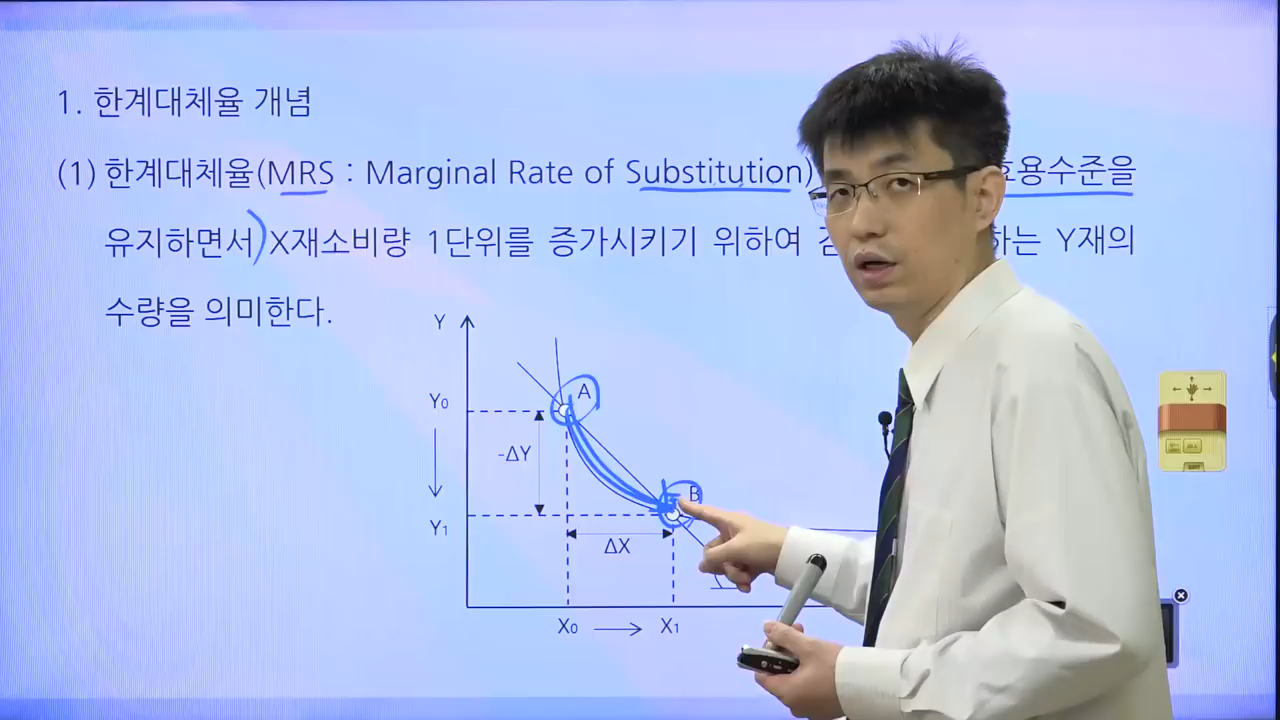 1. 한계대체율 개념
(1) 한계대체율(MRS : Marginal Rate of Substitution) 효용수준을
유지하면서 X재소비량 1단위를 증가시키기 위하여 하는 Y재의
수량을 의미한다.
Y
Y₀ A
-ΔY
B
Y₁
ΔX
X₀ X₁